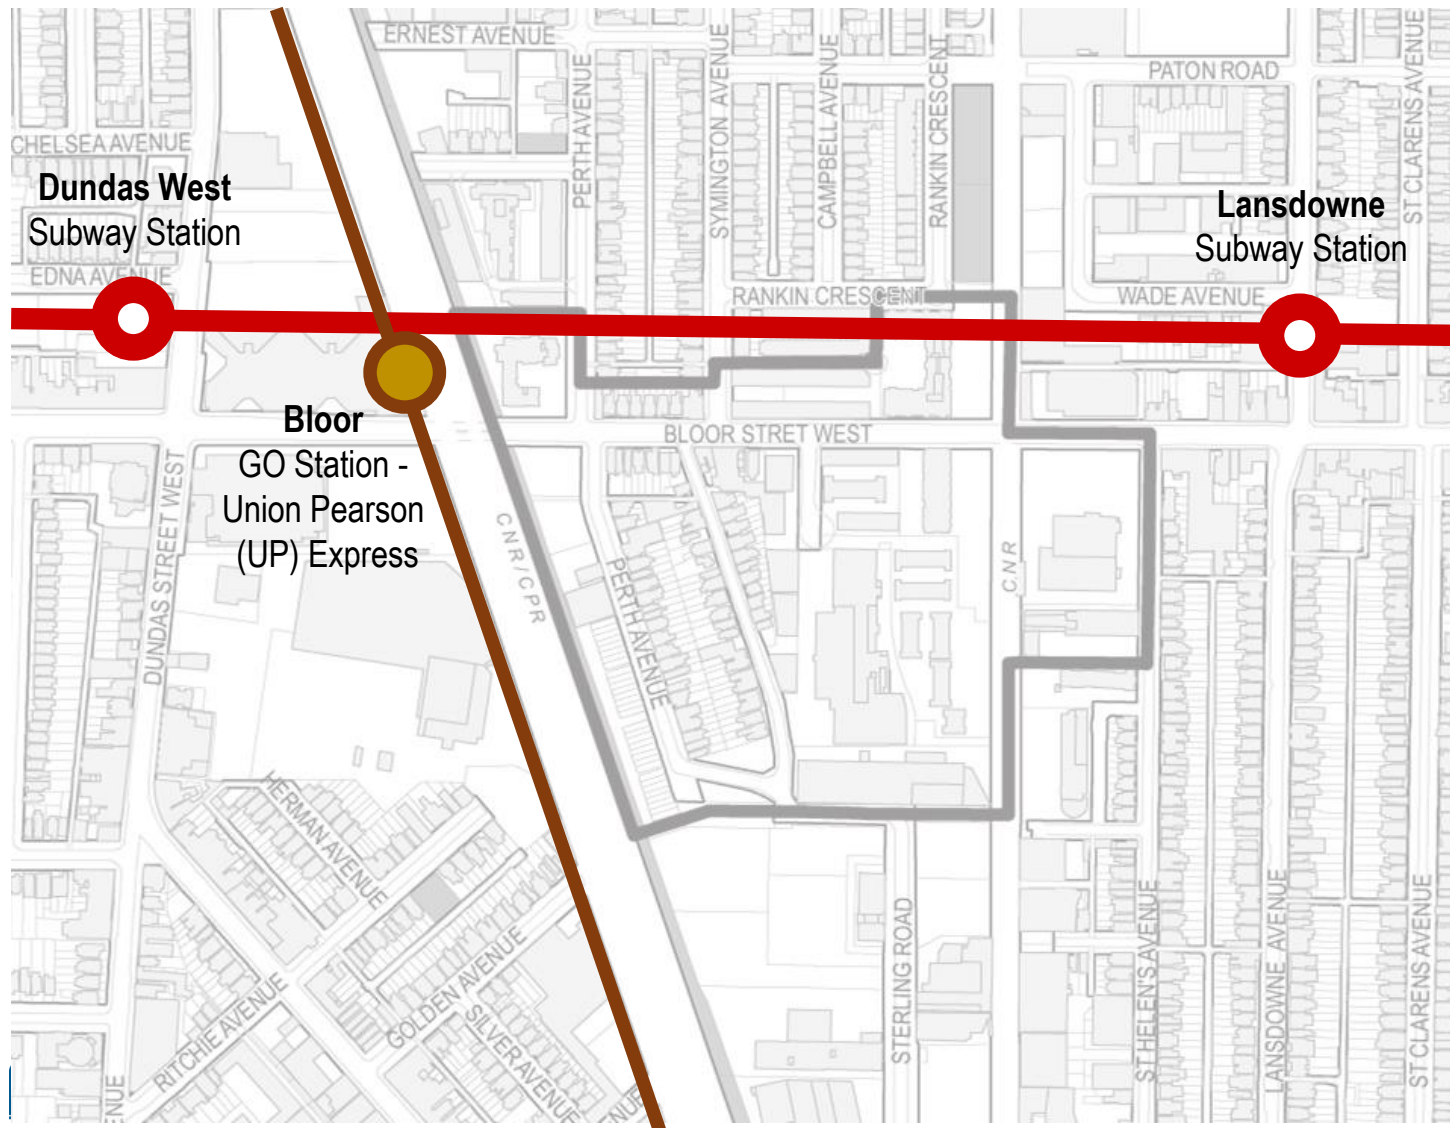 ERNEST AVENUE
PATON ROAD
CHELSEA AVENUE
PERTH AVENUE
SYMINGTON AVENUE
CAMPBELL AVENUE
RANKIN CRESCENT
ST CLARENS AVENUE
Dundas West
Subway Station
Lansdowne
Subway Station
EDNA AVENUE
RANKIN CRESCENT
WADE AVENUE
Bloor
GO Station -
Union Pearson
(UP) Express
BLOOR STRET WEST
DUNDAS STREET WEST
CNR/CPR
PERTH AVENUE
CNR
HERMAN AVENUE
RITCHIE AVENUE
GOLDEN AVENUE
SILVER AVENUE
STERLING ROAD
ST HELEN'S AVENUE
LANSDOWNE AVENUE
ST CLARENS AVENUE